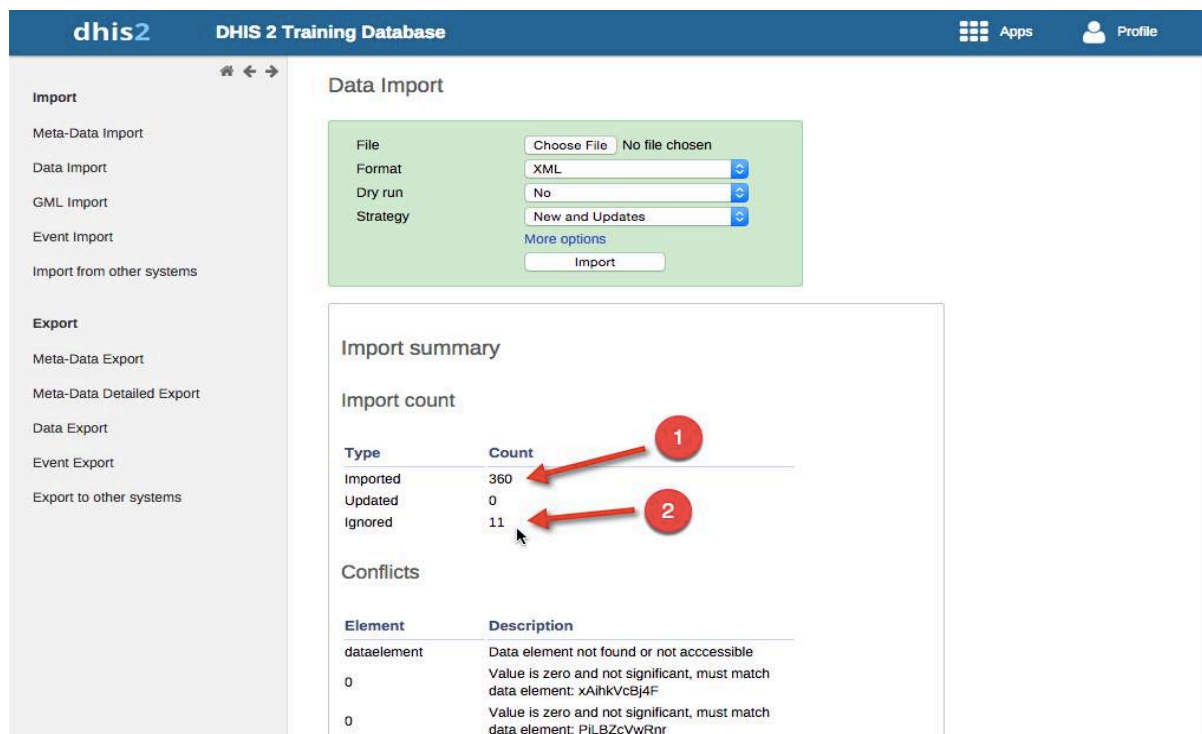 dhis2 DHIS 2 Training Database Apps Profile
Import
Meta-Data Import
Data Import
GML Import
Event Import
Import from other systems
Export
Meta-Data Export
Meta-Data Detailed Export
Data Export
Event Export
Export to other systems
Data Import
File Choose File No file chosen
Format XML
Dry run No
Strategy New and Updates
More options
Import
Import summary
Import count
1
Type Count
Imported 360
Updated 0
2
Ignored 11
Conflicts
Element Description
dataelement Data element not found or not acccessible
0 Value is zero and not significant, must match
data element: xAihkVcBj4F
0 Value is zero and not significant, must match
data element: PiLBZcVwRnr